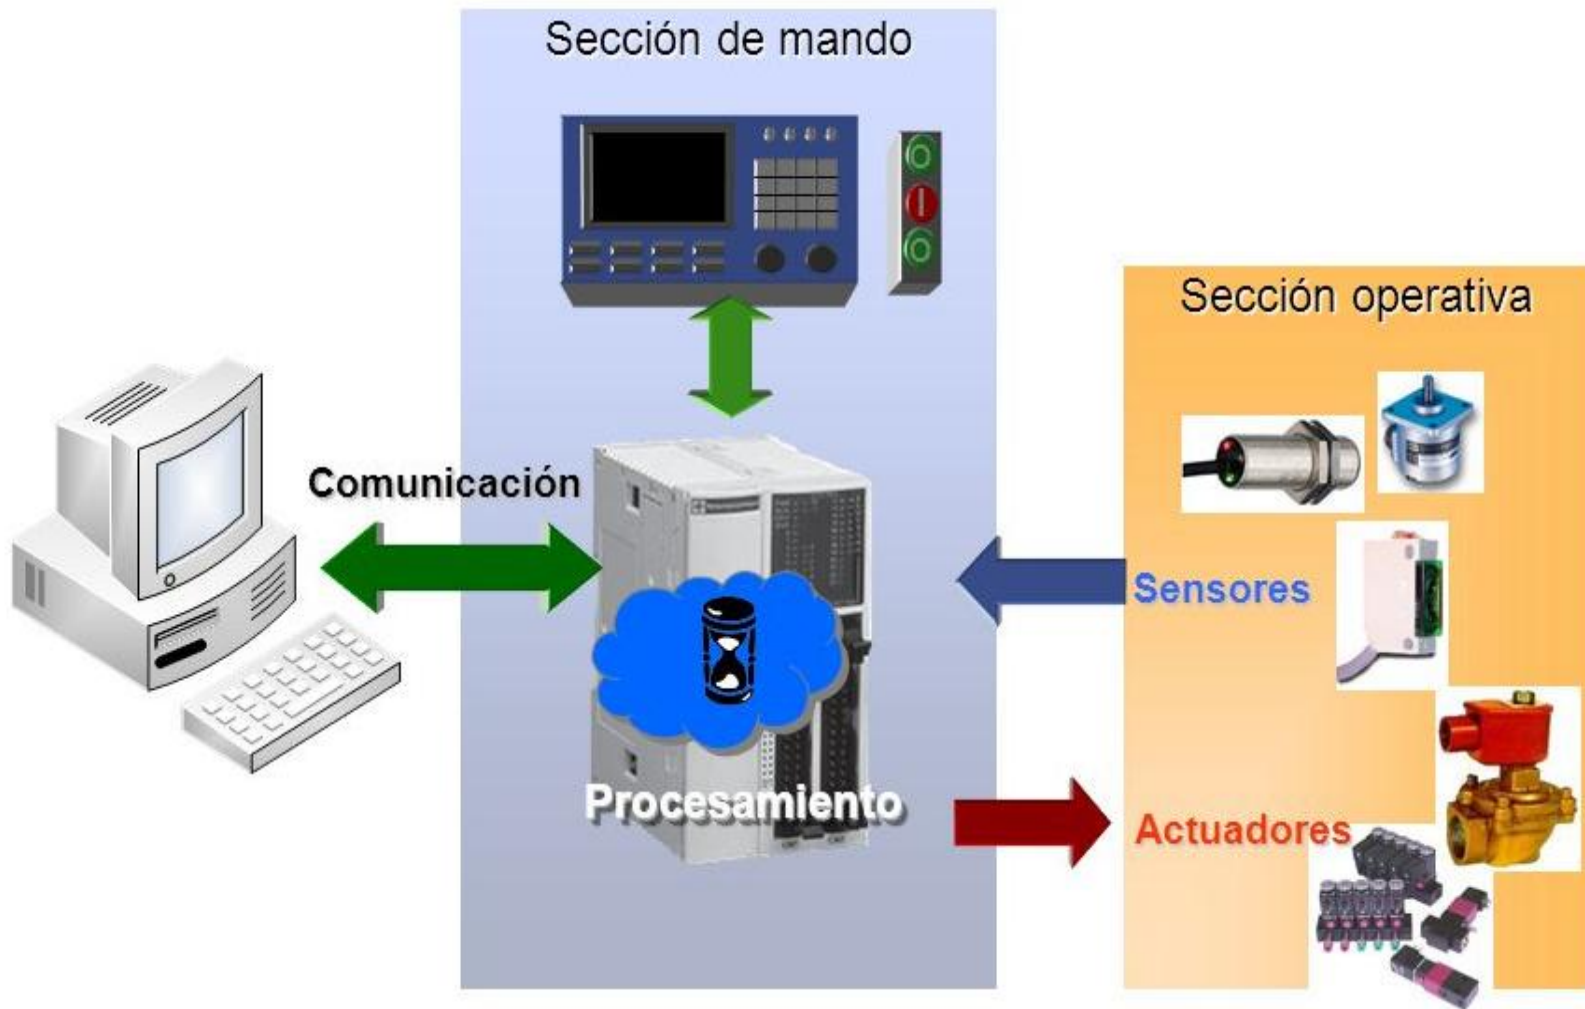 Sección de mando
Sección operativa
Comunicación
Sensores
Procesamiento
Actuadores